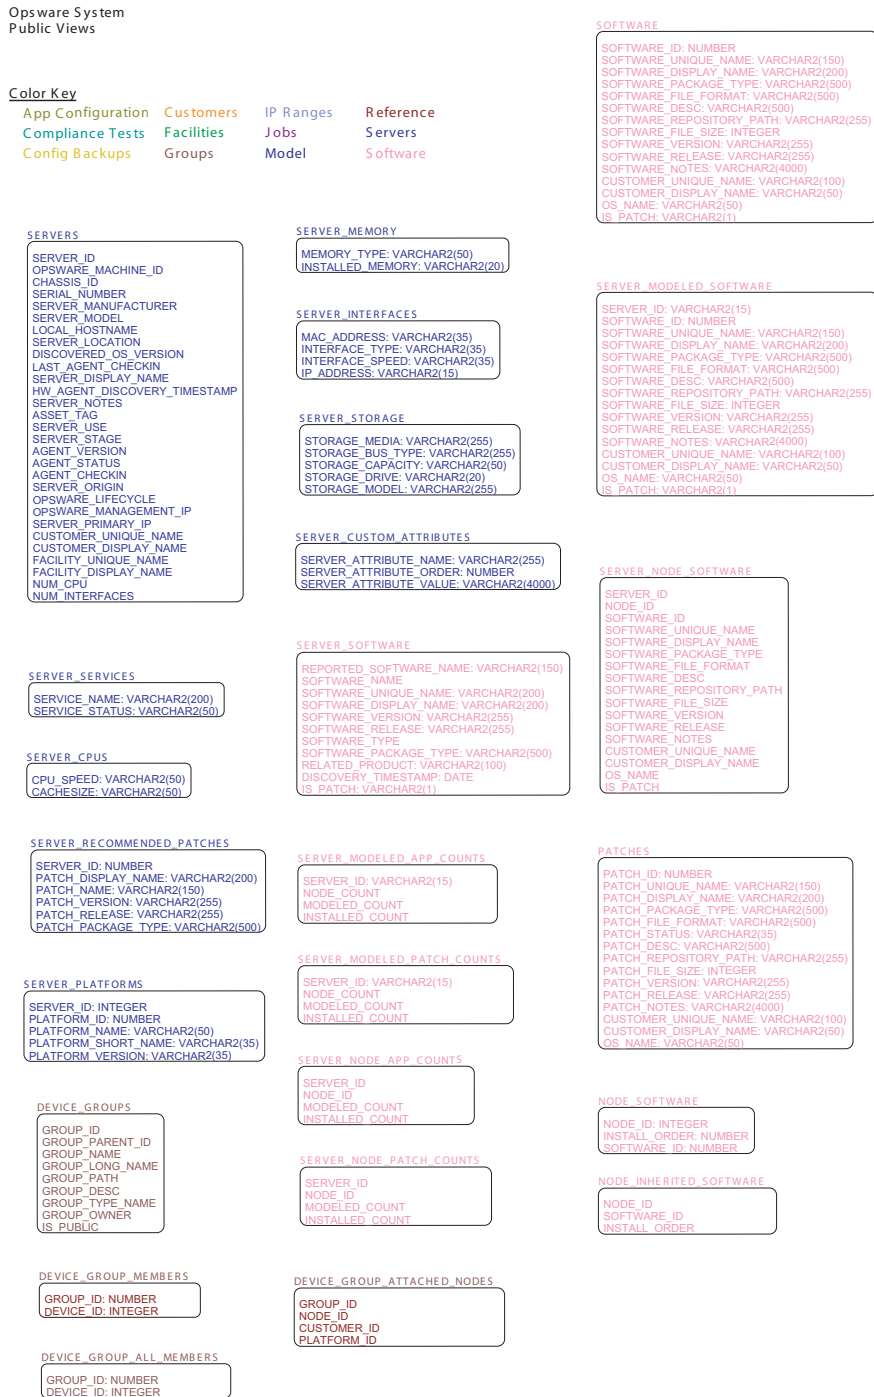 Opsware System
Public Views
Color Key
App Configuration Customers IP Ranges Reference
Compliance Tests Facilities Jobs Servers
Config Backups Groups Model Software
SERVERS
SERVER_ID
OPSWARE_MACHINE_ID
CHASSIS_ID
SERIAL_NUMBER
SERVER_MANUFACTURER
SERVER_MODEL
LOCAL_HOSTNAME
SERVER_LOCATION
DISCOVERED_OS_VERSION
LAST_AGENT_CHECKIN
SERVER_DISPLAY_NAME
HW_AGENT_DISCOVERY_TIMESTAMP
SERVER_NOTES
ASSET_TAG
SERVER_USE
SERVER_STAGE
AGENT_VERSION
AGENT_STATUS
AGENT_CHECKIN
SERVER_ORIGIN
OPSWARE_LIFECYCLE
OPSWARE_MANAGEMENT_IP
SERVER_PRIMARY_IP
CUSTOMER_UNIQUE_NAME
CUSTOMER_DISPLAY_NAME
FACILITY_UNIQUE_NAME
FACILITY_DISPLAY_NAME
NUM_CPU
NUM_INTERFACES
SERVER_SERVICES
SERVICE_NAME: VARCHAR2(200)
SERVICE_STATUS: VARCHAR2(50)
SERVER_CPUS
CPU_SPEED: VARCHAR2(50)
CACHESIZE: VARCHAR2(50)
SERVER_RECOMMENDED_PATCHES
SERVER_ID: NUMBER
PATCH_DISPLAY_NAME: VARCHAR2(200)
PATCH_NAME: VARCHAR2(150)
PATCH_VERSION: VARCHAR2(255)
PATCH_RELEASE: VARCHAR2(255)
PATCH_PACKAGE_TYPE: VARCHAR2(500)
SERVER_PLATFORMS
SERVER_ID: INTEGER
PLATFORM_ID: NUMBER
PLATFORM_NAME: VARCHAR2(50)
PLATFORM_SHORT_NAME: VARCHAR2(35)
PLATFORM_VERSION: VARCHAR2(35)
DEVICE_GROUPS
GROUP_ID
GROUP_PARENT_ID
GROUP_NAME
GROUP_LONG_NAME
GROUP_PATH
GROUP_DESC
GROUP_TYPE_NAME
GROUP_OWNER
IS_PUBLIC
DEVICE_GROUP_MEMBERS
GROUP_ID: NUMBER
DEVICE_ID: INTEGER
DEVICE_GROUP_ALL_MEMBERS
GROUP_ID: NUMBER
DEVICE_ID: INTEGER
SERVER_MEMORY
MEMORY_TYPE: VARCHAR2(50)
INSTALLED_MEMORY: VARCHAR2(20)
SERVER_INTERFACES
MAC_ADDRESS: VARCHAR2(35)
INTERFACE_TYPE: VARCHAR2(35)
INTERFACE_SPEED: VARCHAR2(35)
IP_ADDRESS: VARCHAR2(15)
SERVER_STORAGE
STORAGE_MEDIA: VARCHAR2(255)
STORAGE_BUS_TYPE: VARCHAR2(255)
STORAGE_CAPACITY: VARCHAR2(50)
STORAGE_DRIVE: VARCHAR2(20)
STORAGE_MODEL: VARCHAR2(255)
SERVER_CUSTOM_ATTRIBUTES
SERVER_ATTRIBUTE_NAME: VARCHAR2(255)
SERVER_ATTRIBUTE_ORDER: NUMBER
SERVER_ATTRIBUTE_VALUE: VARCHAR2(4000)
SERVER_SOFTWARE
REPORTED_SOFTWARE_NAME: VARCHAR2(150)
SOFTWARE_NAME
SOFTWARE_UNIQUE_NAME: VARCHAR2(200)
SOFTWARE_DISPLAY_NAME: VARCHAR2(200)
SOFTWARE_VERSION: VARCHAR2(255)
SOFTWARE_RELEASE: VARCHAR2(255)
SOFTWARE_TYPE
SOFTWARE_PACKAGE_TYPE: VARCHAR2(500)
RELATED_PRODUCT: VARCHAR2(100)
DISCOVERY_TIMESTAMP: DATE
IS_PATCH: VARCHAR2(1)
SERVER_MODELED_APP_COUNTS
SERVER_ID: VARCHAR2(15)
NODE_COUNT
MODELED_COUNT
INSTALLED_COUNT
SERVER_MODELED_PATCH_COUNTS
SERVER_ID: VARCHAR2(15)
NODE_COUNT
MODELED_COUNT
INSTALLED_COUNT
SERVER_NODE_APP_COUNTS
SERVER_ID
NODE_ID
MODELED_COUNT
INSTALLED_COUNT
SERVER_NODE_PATCH_COUNTS
SERVER_ID
NODE_ID
MODELED_COUNT
INSTALLED_COUNT
DEVICE_GROUP_ATTACHED_NODES
GROUP_ID
NODE_ID
CUSTOMER_ID
PLATFORM_ID
SOFTWARE
SOFTWARE_ID: NUMBER
SOFTWARE_UNIQUE_NAME: VARCHAR2(150)
SOFTWARE_DISPLAY_NAME: VARCHAR2(200)
SOFTWARE_PACKAGE_TYPE: VARCHAR2(500)
SOFTWARE_FILE_FORMAT: VARCHAR2(500)
SOFTWARE_DESC: VARCHAR2(500)
SOFTWARE_REPOSITORY_PATH: VARCHAR2(255)
SOFTWARE_FILE_SIZE: INTEGER
SOFTWARE_VERSION: VARCHAR2(255)
SOFTWARE_RELEASE: VARCHAR2(255)
SOFTWARE_NOTES: VARCHAR2(4000)
CUSTOMER_UNIQUE_NAME: VARCHAR2(100)
CUSTOMER_DISPLAY_NAME: VARCHAR2(50)
OS_NAME: VARCHAR2(50)
IS_PATCH: VARCHAR2(1)
SERVER_MODELED_SOFTWARE
SERVER_ID: VARCHAR2(15)
SOFTWARE_ID: NUMBER
SOFTWARE_UNIQUE_NAME: VARCHAR2(150)
SOFTWARE_DISPLAY_NAME: VARCHAR2(200)
SOFTWARE_PACKAGE_TYPE: VARCHAR2(500)
SOFTWARE_FILE_FORMAT: VARCHAR2(500)
SOFTWARE_DESC: VARCHAR2(500)
SOFTWARE_REPOSITORY_PATH: VARCHAR2(255)
SOFTWARE_FILE_SIZE: INTEGER
SOFTWARE_VERSION: VARCHAR2(255)
SOFTWARE_RELEASE: VARCHAR2(255)
SOFTWARE_NOTES: VARCHAR2(4000)
CUSTOMER_UNIQUE_NAME: VARCHAR2(100)
CUSTOMER_DISPLAY_NAME: VARCHAR2(50)
OS_NAME: VARCHAR2(50)
IS_PATCH: VARCHAR2(1)
SERVER_NODE_SOFTWARE
SERVER_ID
NODE_ID
SOFTWARE_ID
SOFTWARE_UNIQUE_NAME
SOFTWARE_DISPLAY_NAME
SOFTWARE_PACKAGE_TYPE
SOFTWARE_FILE_FORMAT
SOFTWARE_DESC
SOFTWARE_REPOSITORY_PATH
SOFTWARE_FILE_SIZE
SOFTWARE_VERSION
SOFTWARE_RELEASE
SOFTWARE_NOTES
CUSTOMER_UNIQUE_NAME
CUSTOMER_DISPLAY_NAME
OS_NAME
IS_PATCH
PATCHES
PATCH_ID: NUMBER
PATCH_UNIQUE_NAME: VARCHAR2(150)
PATCH_DISPLAY_NAME: VARCHAR2(200)
PATCH_PACKAGE_TYPE: VARCHAR2(500)
PATCH_FILE_FORMAT: VARCHAR2(500)
PATCH_STATUS: VARCHAR2(35)
PATCH_DESC: VARCHAR2(500)
PATCH_REPOSITORY_PATH: VARCHAR2(255)
PATCH_FILE_SIZE: INTEGER
PATCH_VERSION: VARCHAR2(255)
PATCH_RELEASE: VARCHAR2(255)
PATCH_NOTES: VARCHAR2(4000)
CUSTOMER_UNIQUE_NAME: VARCHAR2(100)
CUSTOMER_DISPLAY_NAME: VARCHAR2(50)
OS_NAME: VARCHAR2(50)
NODE_SOFTWARE
NODE_ID: INTEGER
INSTALL_ORDER: NUMBER
SOFTWARE_ID: NUMBER
NODE_INHERITED_SOFTWARE
NODE_ID
SOFTWARE_ID
INSTALL_ORDER